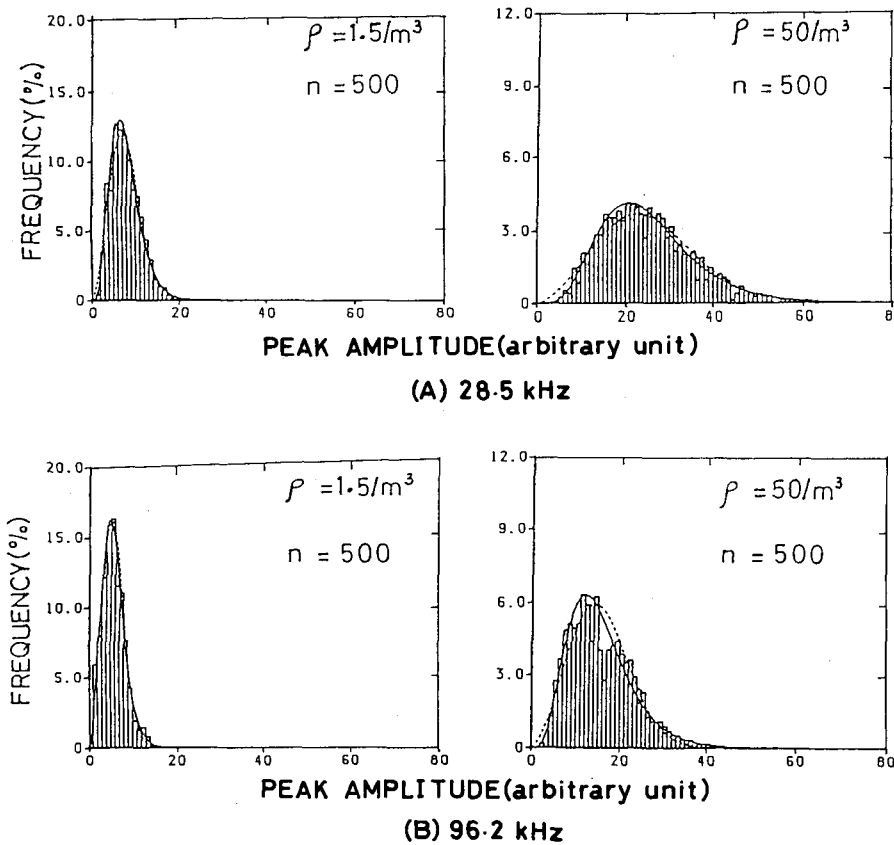 20.0
15.0
10.0
5.0
0
FREQUENCY(%)
ρ =1.5/m³
n =500
0 20 40 60 80
12.0
9.0
6.0
3.0
0
ρ =50/m³
n =500
0 20 40 60 8
PEAK AMPLITUDE(arbitrary unit)
(A) 28.5 kHz
20.0
15.0
10.0
5.0
0
FREQUENCY(%)
ρ =1.5/m³
n = 500
0 20 40 60 80
12.0
9.0
6.0
3.0
0
ρ =50/m³
n = 500
0 20 40 60 80
PEAK AMPLITUDE(arbitrary unit)
(B) 96.2 kHz